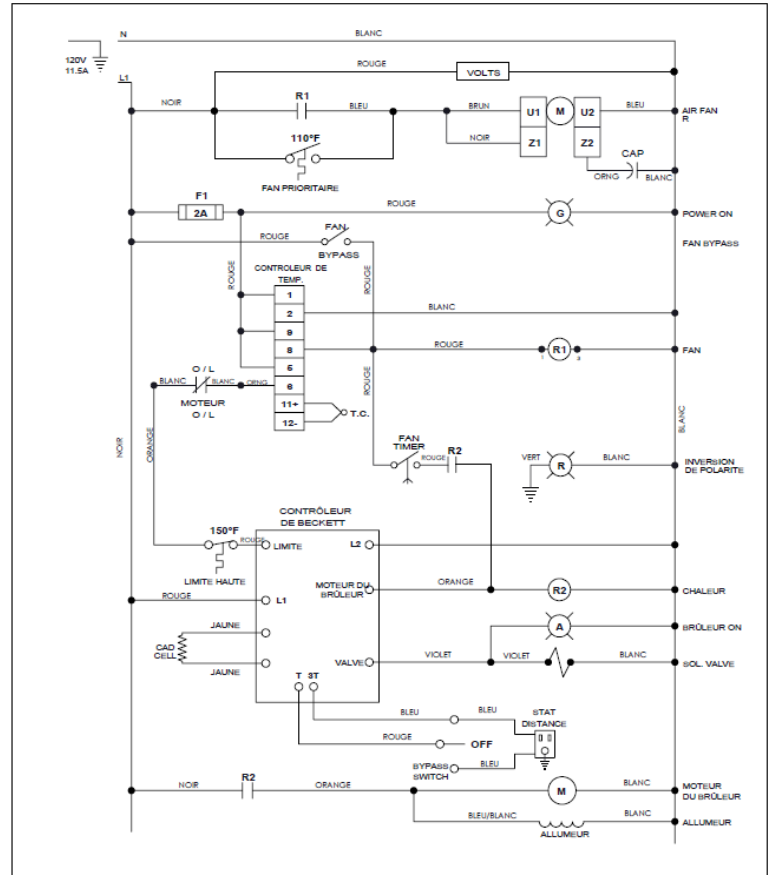 N
BLANC
120V
11.5A
L1
ROUGE
VOLTS
NOIR
R1
BLEU
BRUN
NOIR
U1
M
U2
Z1
Z2
BLEU
AIR FAN
R
CAP
ORNG
BLANC
110ºF
FAN PRIORITAIRE
F1
2A
ROUGE
G
POWER ON
ROUGE
FAN
BYPASS
FAN BYPASS
ROUGE
ROUGE
CONTROLEUR DE
TEMP.
1
2
BLANC
9
8
ROUGE
1
R1
3
FAN
5
6
11+
12-
T.C.
O / L
BLANC
BLANC
ORNG
MOTEUR
O / L
ROUGE
NOIR
ORANGE
BLANC
FAN
TIMER
ROUGE
R2
VERT
R
BLANC
INVERSION
DE POLARITE
CONTRÔLEUR
DE BECKETT
150ºF
ROUGE
LIMITE
L2
LIMITE HAUTE
MOTEUR DU
BRÛLEUR
ORANGE
R2
CHALEUR
ROUGE
L1
JAUNE
CAD
CELL
JAUNE
A
BRÛLEUR ON
VALVE
VIOLET
VIOLET
BLANC
SOL. VALVE
T
3T
BLEU
BLEU
STAT
DISTANCE
ROUGE
OFF
BYPASS
SWITCH
BLEU
NOIR
R2
ORANGE
M
BLANC
MOTEUR
DU BRÛLEUR
BLEU/BLANC
ALLUMEUR
BLANC
ALLUMEUR